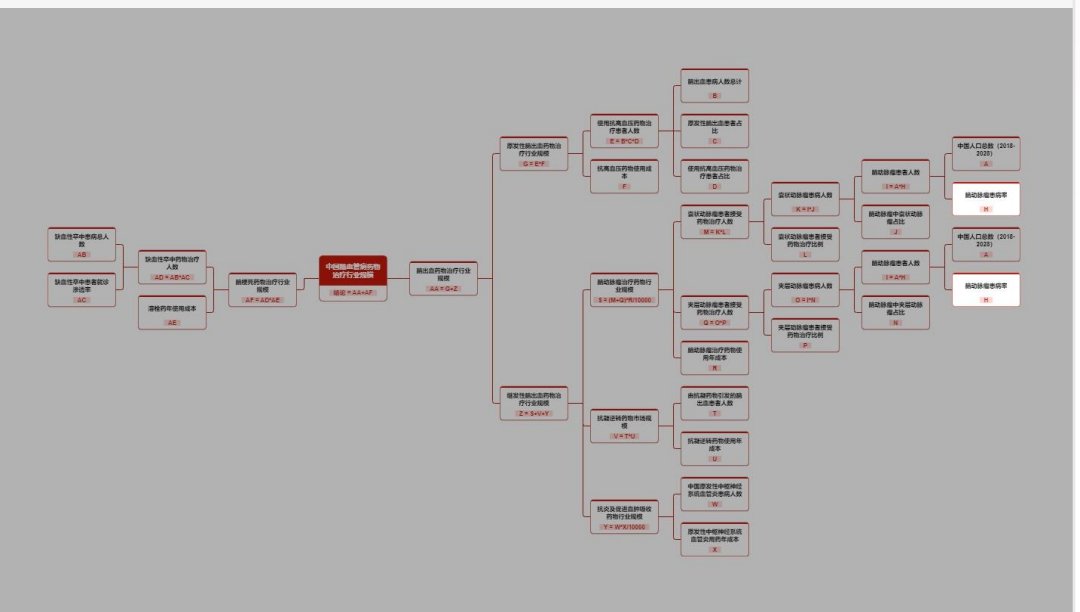 脑出血患病人数总计
B
使用抗高血压药物治
疗患者人数
E = B*C*D
原发性脑出血患者占
比
C
原发性脑出血药物治
疗行业规模
G = E*F
抗高血压药物使用成
本
F
使用抗高血压药物治
疗患者占比
D
中国人口总数（2018-
2028）
A
脑动脉瘤患者人数
I = A*H
脑动脉瘤患病率
H
囊状动脉瘤患病人数
K = I*J
脑动脉瘤中囊状动脉
瘤占比
J
囊状动脉瘤患者接受
药物治疗人数
M = K*L
囊状动脉瘤患者接受
药物治疗比例
L
中国人口总数（2018-
2028）
A
脑动脉瘤患者人数
I = A*H
脑动脉瘤患病率
H
缺血性卒中患病总人
数
AB
缺血性卒中药物治疗
人数
AD = AB*AC
缺血性卒中患者就诊
渗透率
AC
脑梗死药物治疗行业
规模
AF = AD*AE
溶栓药年使用成本
AE
中国脑血管病药物
治疗行业规模
结论 = AA+AF
脑出血药物治疗行业
规模
AA = G+Z
脑动脉瘤治疗药物行
业规模
S = (M+Q)*R/10000
夹层动脉瘤患病人数
O = I*N
脑动脉瘤中夹层动脉
瘤占比
N
夹层动脉瘤患者接受
药物治疗人数
Q = O*P
夹层动脉瘤患者接受
药物治疗比例
P
脑动脉瘤治疗药物使
用年成本
R
继发性脑出血药物治
疗行业规模
Z = S+V+Y
抗凝逆转药物市场规
模
V = T*U
由抗凝药物引发的脑
出血患者人数
T
抗凝逆转药物使用年
成本
U
抗炎及促进血肿吸收
药物行业规模
Y = W*X/10000
中国原发性中枢神经
系统血管炎患病人数
W
原发性中枢神经系统
血管炎用药年成本
X